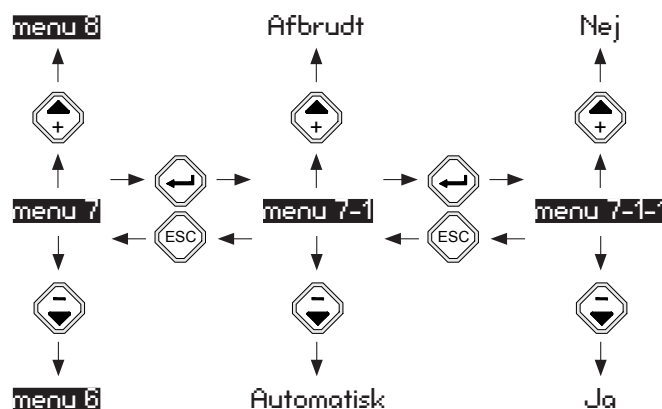 menu 8 Afbrudt Nej
+ + +
menu 7 menu 7-1 menu 7-1-1
ESC ESC
- - -
menu 6 Automatisk Ja